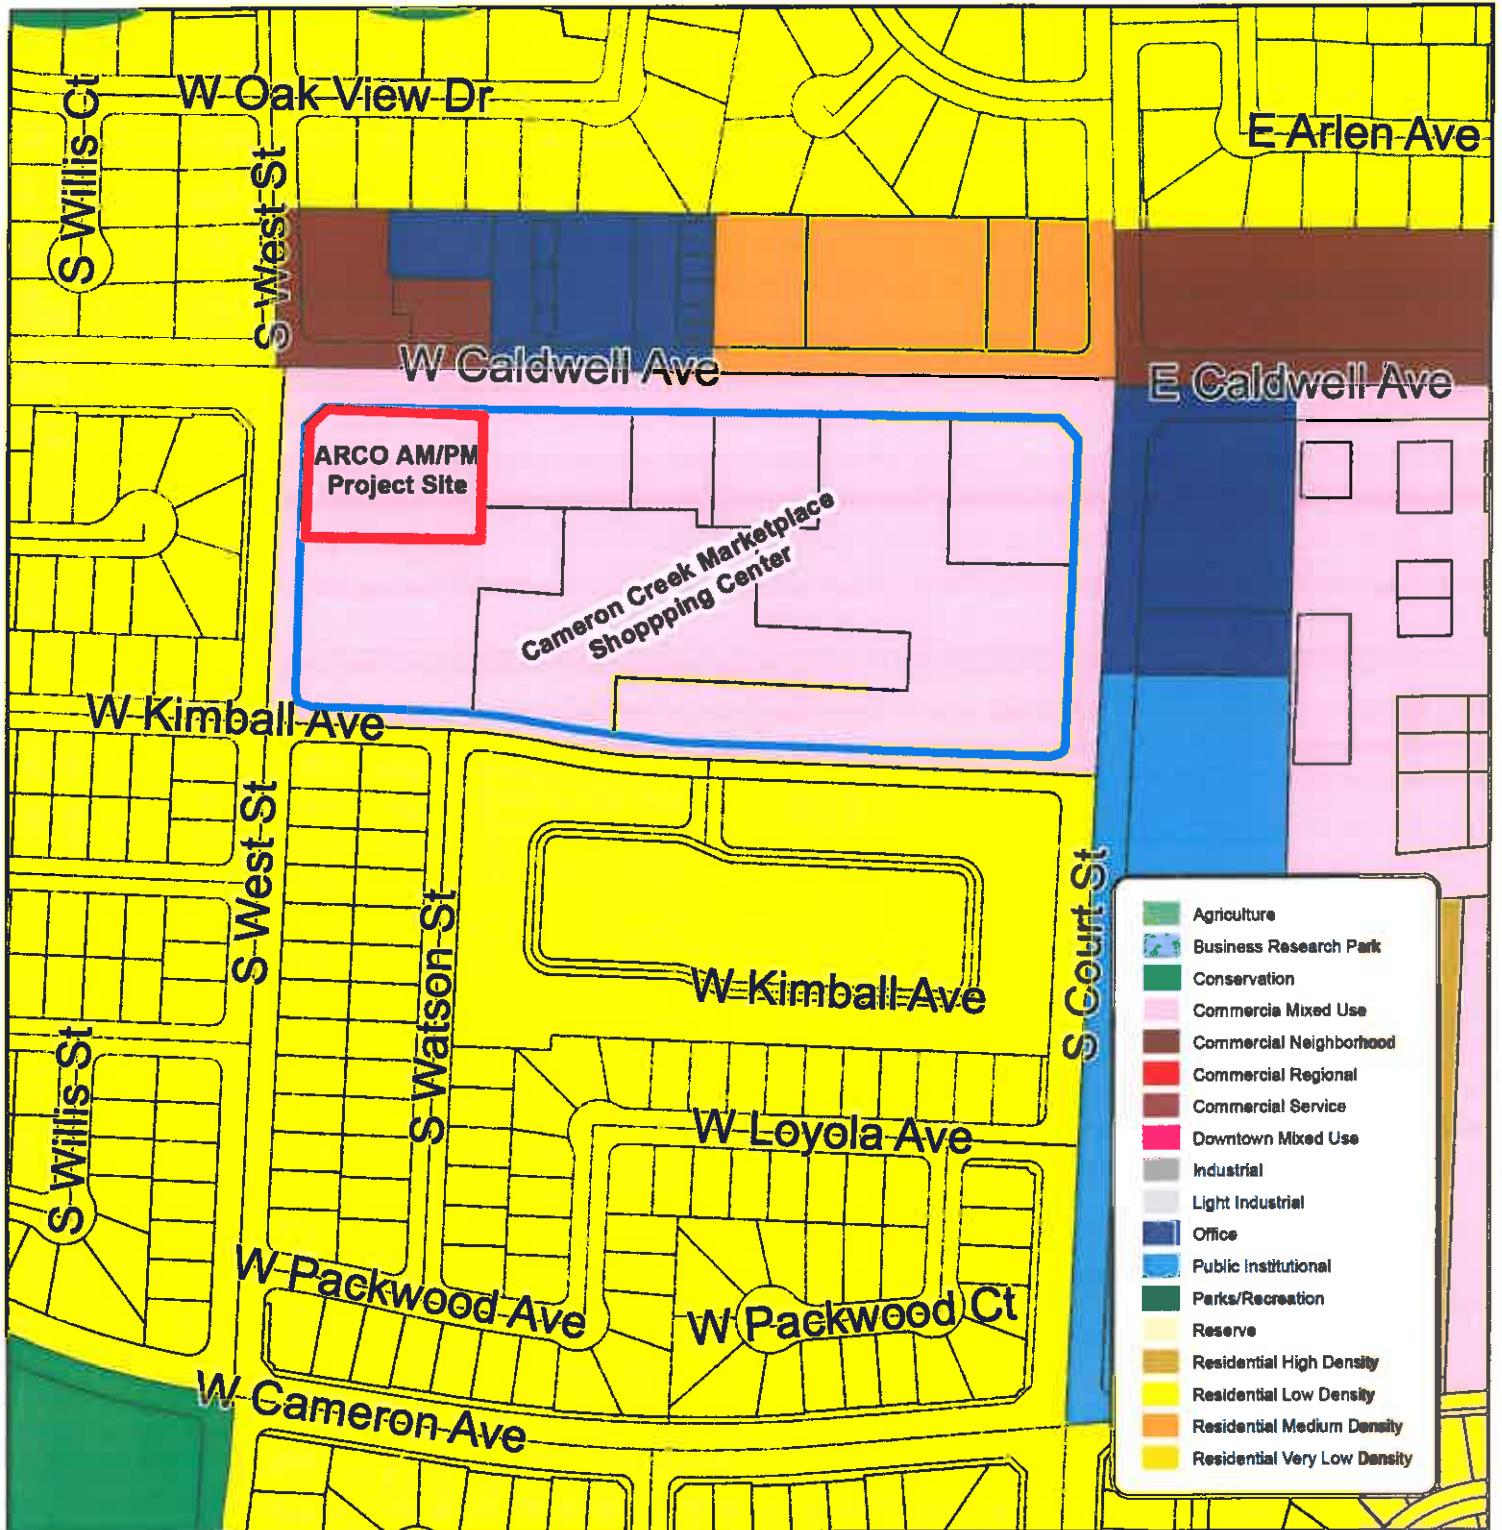 W Oak View Dr
S Willis Ct
S West St
E Arlen Ave
W Caldwell Ave
E Caldwell Ave
ARCO AM/PM
Project Site
Cameron Creek Marketplace
Shoppping Center
W Kimball Ave
S West St
S Watson St
W Kimball Ave
S Court St
S Willis St
W Loyola Ave
W Packwood Ave
W Packwood Ct
W Cameron Ave
Agriculture
Business Research Park
Conservation
Commercia Mixed Use
Commercial Neighborhood
Commercial Regional
Commercial Service
Downtown Mixed Use
Industrial
Light Industrial
Office
Public Institutional
Parks/Recreation
Reserve
Residential High Density
Residential Low Density
Residential Medium Density
Residential Very Low Density